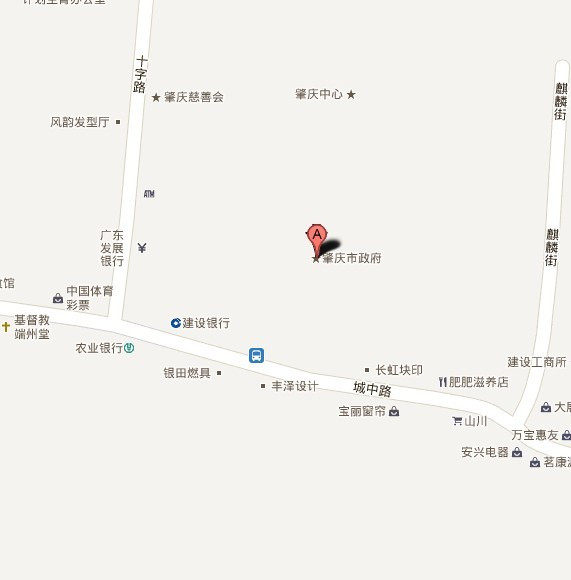 计划生育办公室
十字路
肇庆慈善会
肇庆中心
麒麟街
风韵发型厅
ATM
A
广东
发展
银行
麒麟街
肇庆市政府
馆
中国体育
彩票
基督教
端州堂
建设银行
农业银行
银田燃具
丰泽设计
长虹块印
城中路
肥肥滋养店
建设工商所
宝丽窗帘
山川
大居
万宝惠友
安兴电器
茗康